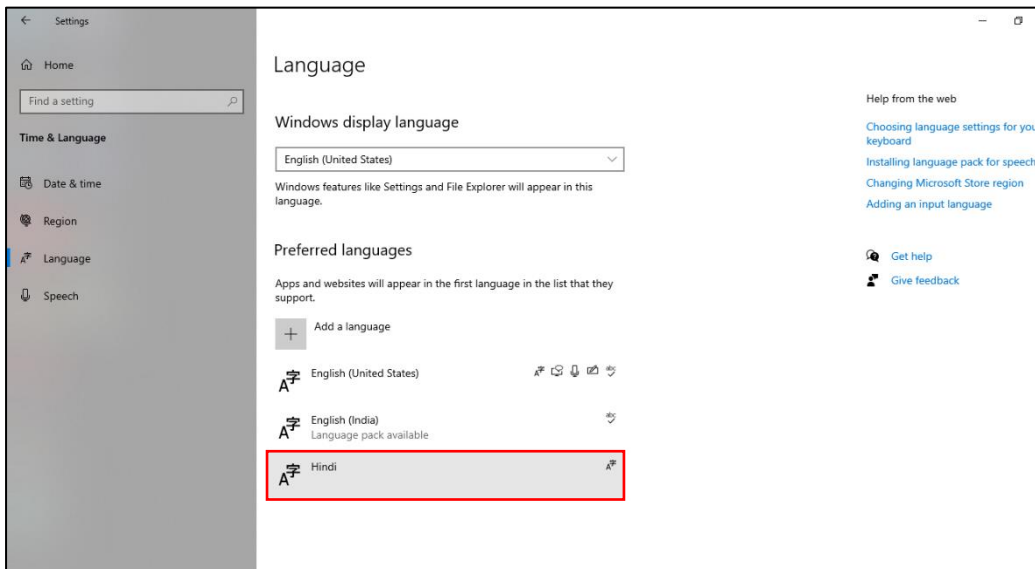 Settings
Home
Find a setting
Time & Language
Date & time
Region
Language
Speech
Language
Windows display language
English (United States)
Windows features like Settings and File Explorer will appear in this
language.
Preferred languages
Apps and websites will appear in the first language in the list that they
support.
Add a language
English (United States)
English (India)
Language pack available
Hindi
Help from the web
Choosing language settings for you
keyboard
Installing language pack for speech
Changing Microsoft Store region
Adding an input language
Get help
Give feedback